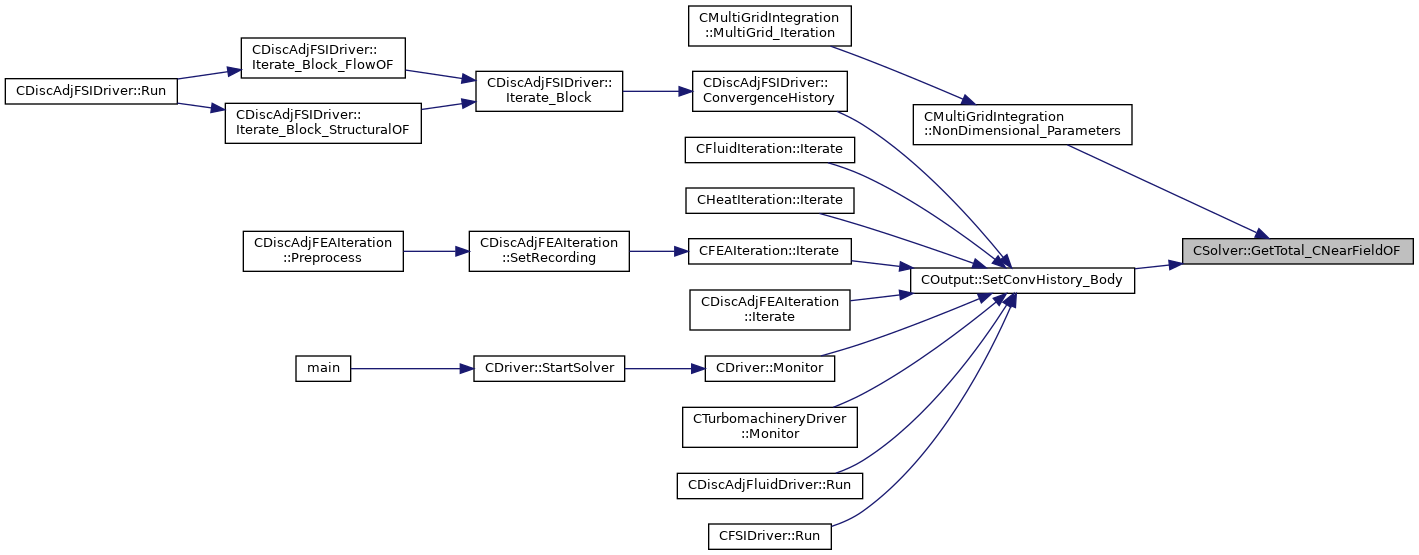 CMultiGridIntegration
::MultiGrid_Iteration
CDiscAdjFSIDriver::
Iterate_Block_FlowOF
CDiscAdjFSIDriver::Run
CDiscAdjFSIDriver::
Iterate_Block_StructuralOF
CDiscAdjFSIDriver::
Iterate_Block
CDiscAdjFSIDriver::
ConvergenceHistory
CMultiGridIntegration
::NonDimensional_Parameters
CFluidIteration::Iterate
CHeatIteration::Iterate
CDiscAdjFEAIteration
::Preprocess
CDiscAdjFEAIteration
::SetRecording
CFEAIteration::Iterate
CSolver::GetTotal_CNearFieldOF
COutput::SetConvHistory_Body
CDiscAdjFEAIteration
::Iterate
main
CDriver::StartSolver
CDriver::Monitor
CTurbomachineryDriver
::Monitor
CDiscAdjFluidDriver::Run
CFSIDriver::Run